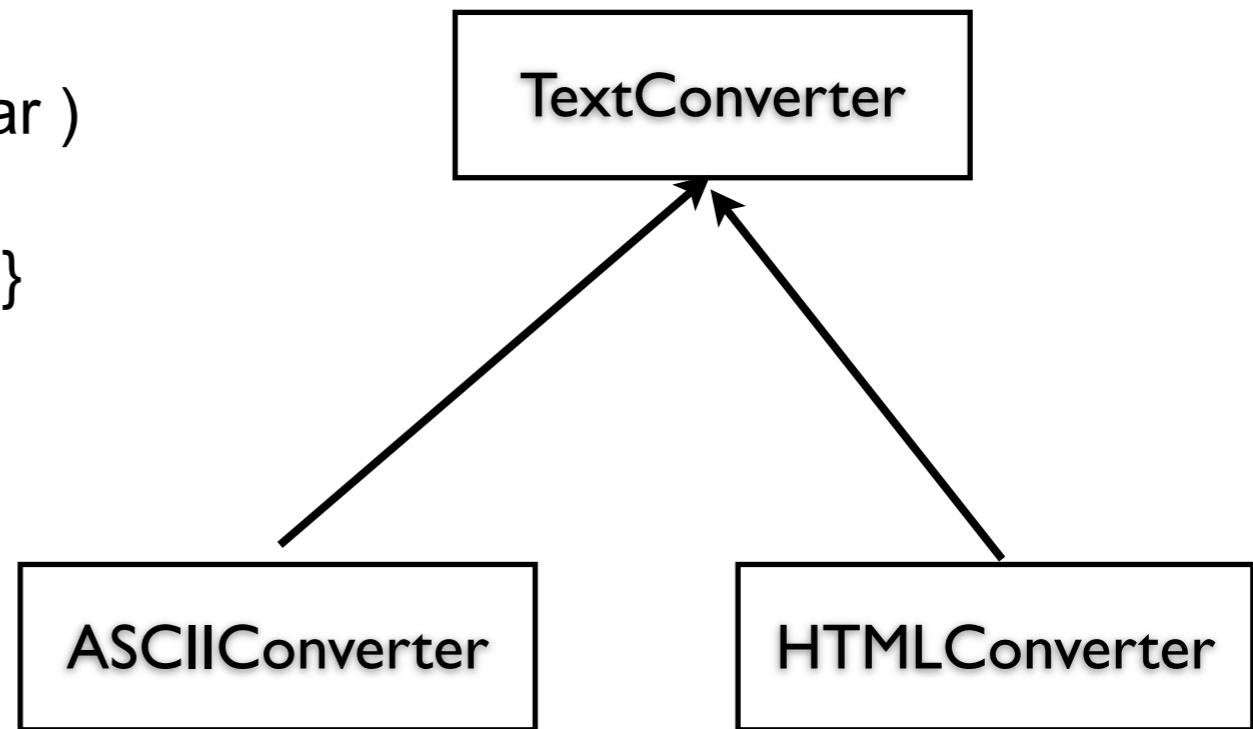 TextConverter
ar )
}
ASCIIConverter
HTMLConverter